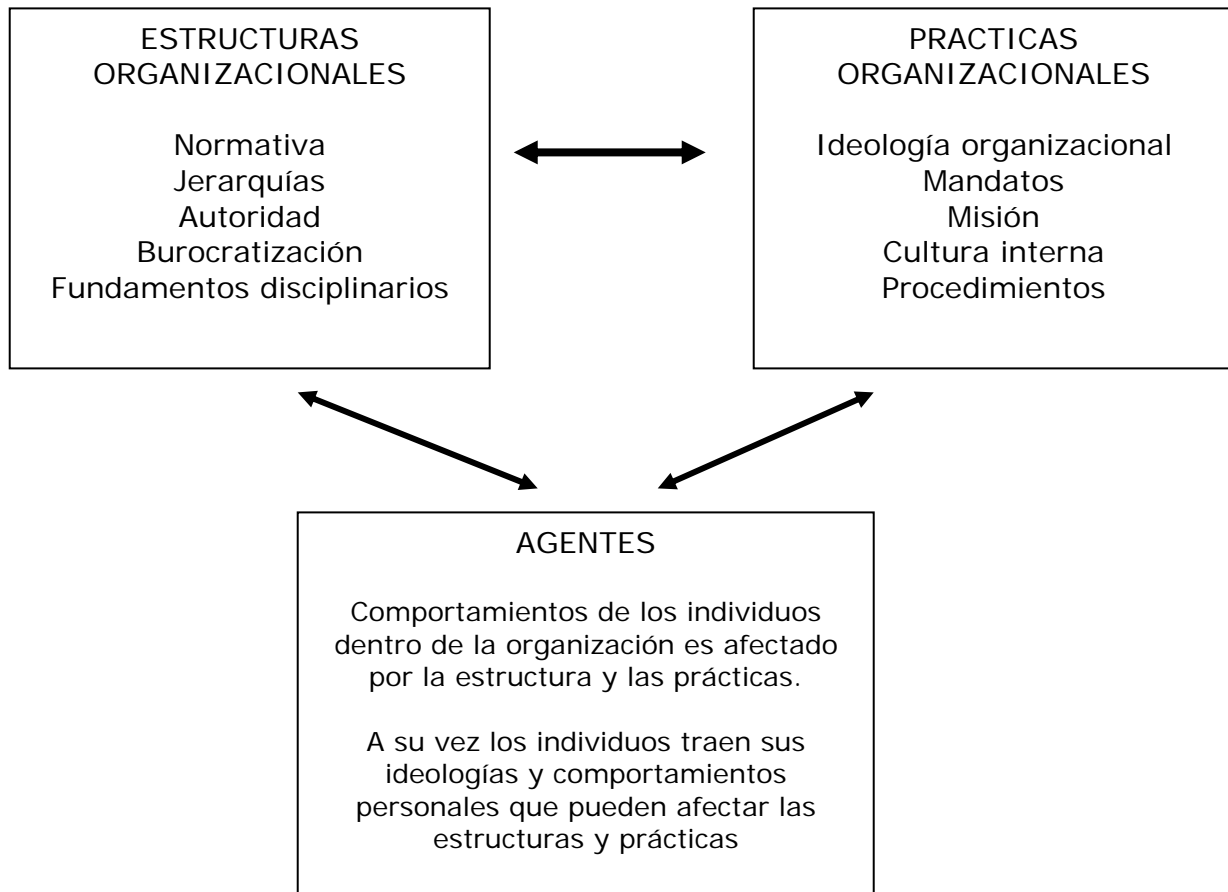 ESTRUCTURAS
ORGANIZACIONALES
Normativa
Jerarquías
Autoridad
Burocratización
Fundamentos disciplinarios
PRACTICAS
ORGANIZACIONALES
Ideología organizacional
Mandatos
Misión
Cultura interna
Procedimientos
AGENTES
Comportamientos de los individuos
dentro de la organización es afectado
por la estructura y las prácticas.
A su vez los individuos traen sus
ideologías y comportamientos
personales que pueden afectar las
estructuras y prácticas